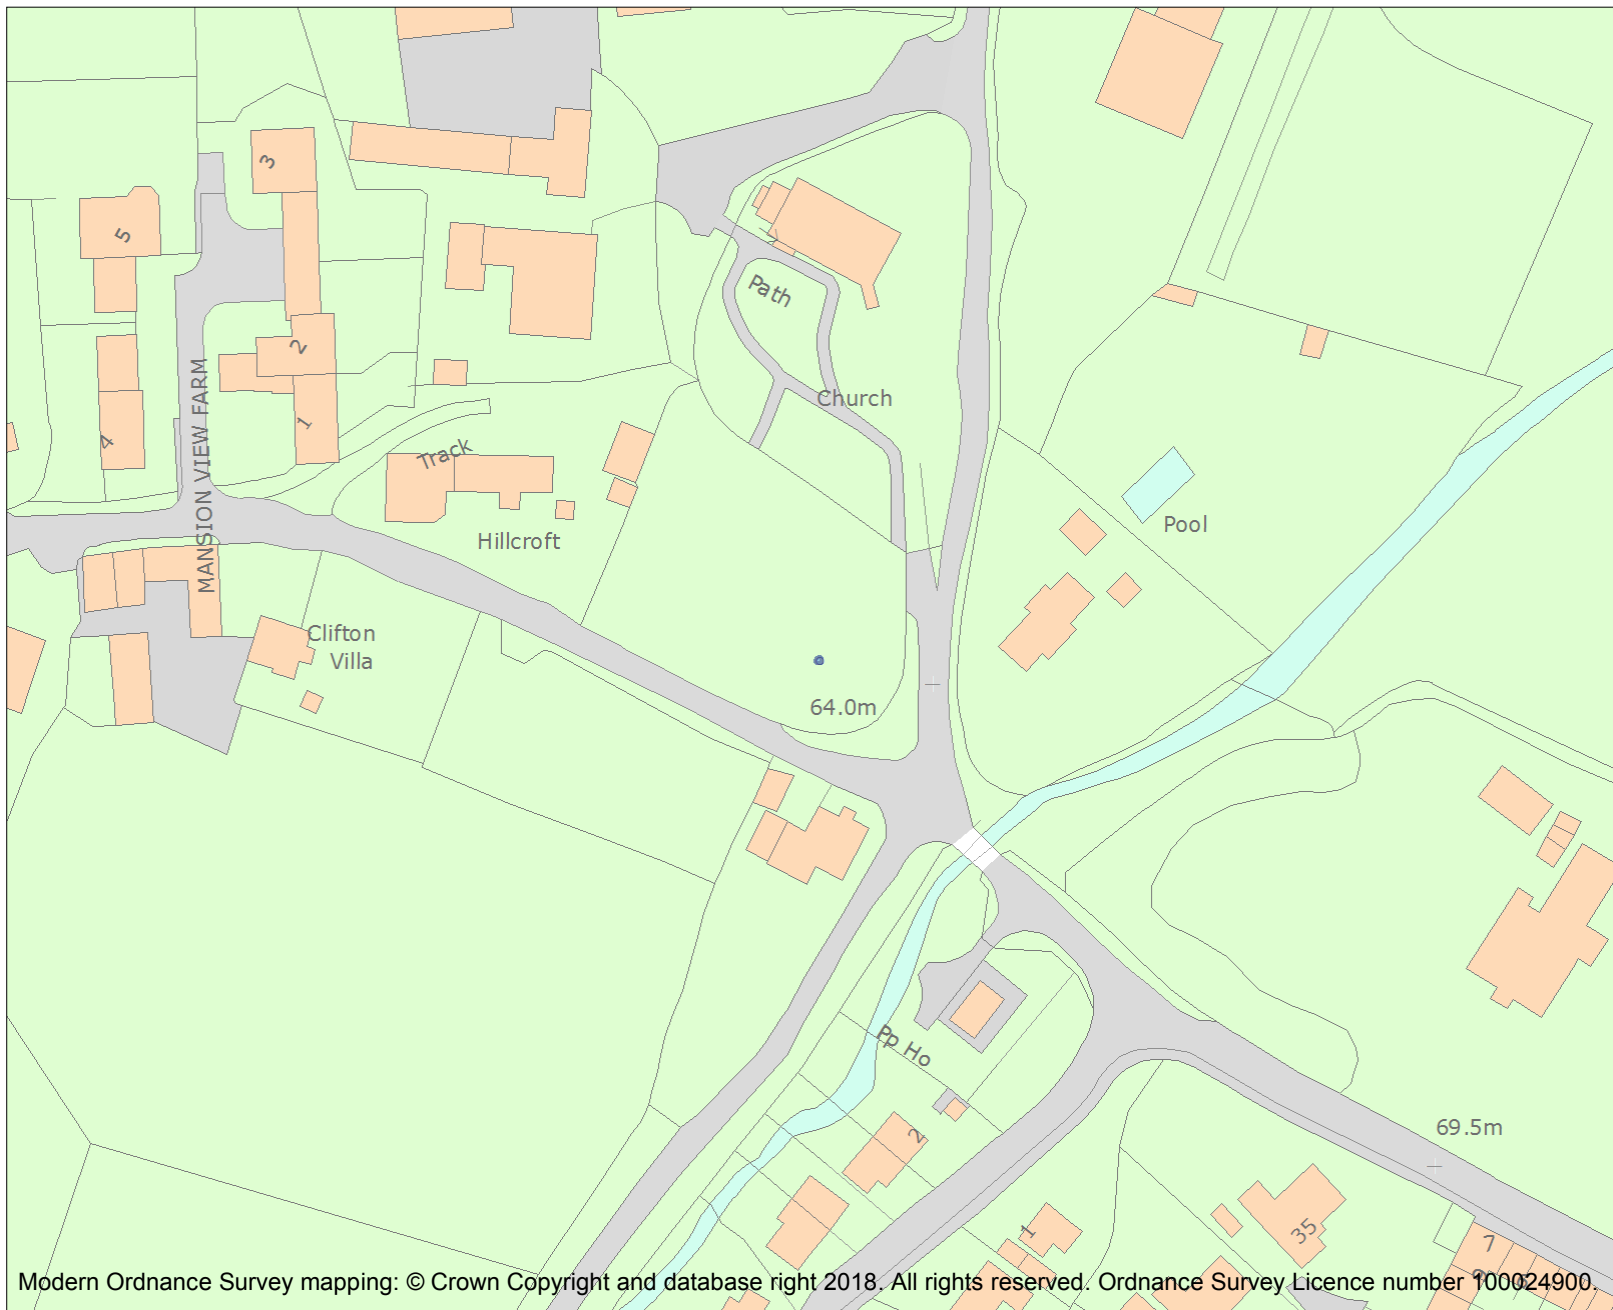 3
5
Path
2
MANSION VIEW FARM
Church
1
4
Track
Pool
Hillcroft
Clifton
Villa
64.0m
Pp Ho
69.5m
2
1
35
7
Modern Ordnance Survey mapping: © Crown Copyright and database right 2018. All rights reserved. Ordnance Survey Licence number 100024900.